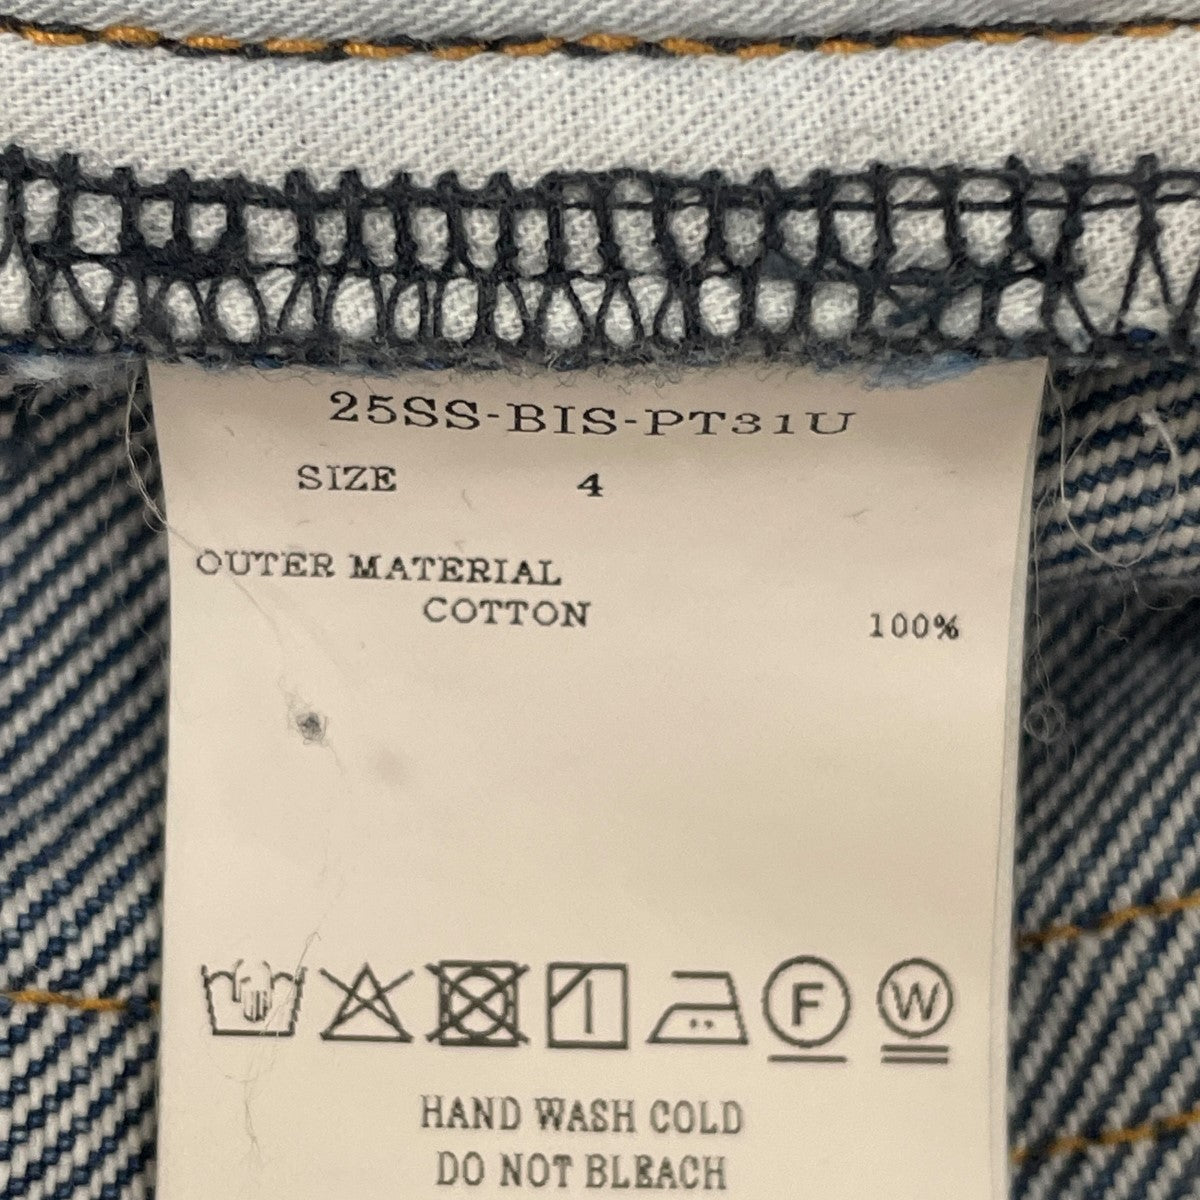 25SS-BIS-PT31U
SIZE 4
OUTER MATERIAL
COTTON 100%
F W
HAND WASH COLD
DO NOT BLEACH